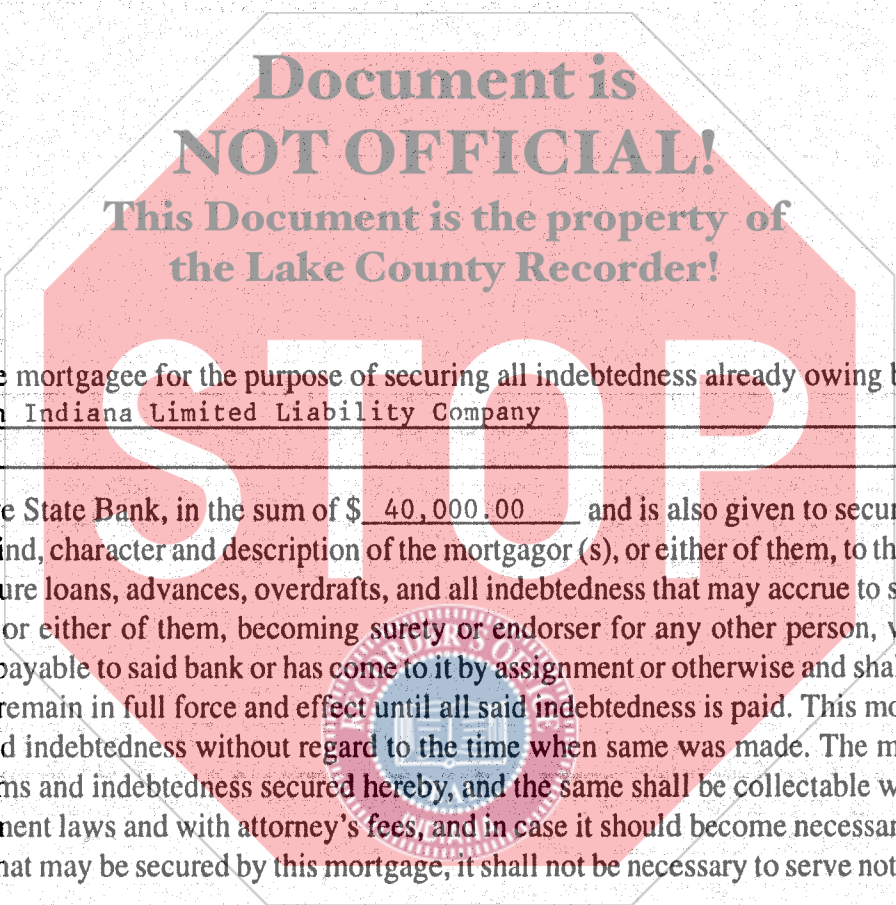 Document is
NOT OFFICIAL!
This Document is the property of
the Lake County Recorder!
STOP
e mortgagee for the purpose of securing all indebtedness already owing b
n Indiana Limited Liability Company
e State Bank, in the sum of $ 40,000.00 and is also given to secur
ind, character and description of the mortgagor (s), or either of them, to th
ure loans, advances, overdrafts, and all indebtedness that may accrue to s
or either of them, becoming surety or endorser for any other person, v
payable to said bank or has come to it by assignment or otherwise and sha
remain in full force and effect until all said indebtedness is paid. This mo
d indebtedness without regard to the time when same was made. The m
ms and indebtedness secured hereby, and the same shall be collectable w
ment laws and with attorney's fees, and in case it should become necessar
hat may be secured by this mortgage, it shall not be necessary to serve not
RECORDER'S OFFICE